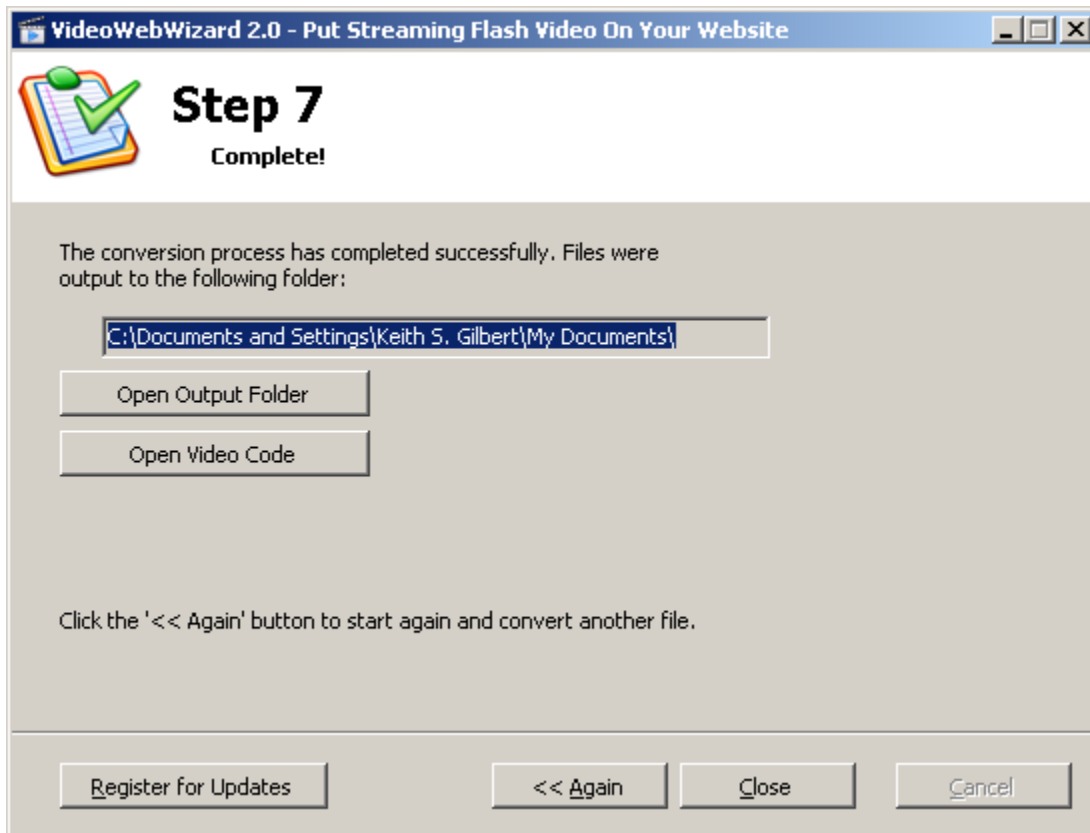 VideoWebWizard 2.0 - Put Streaming Flash Video On Your Website
Step 7
Complete!
The conversion process has completed successfully. Files were
output to the following folder:
C:\Documents and Settings\Keith S. Gilbert\My Documents\
Open Output Folder
Open Video Code
Click the '<< Again' button to start again and convert another file.
Register for Updates
<< Again
Close
Cancel